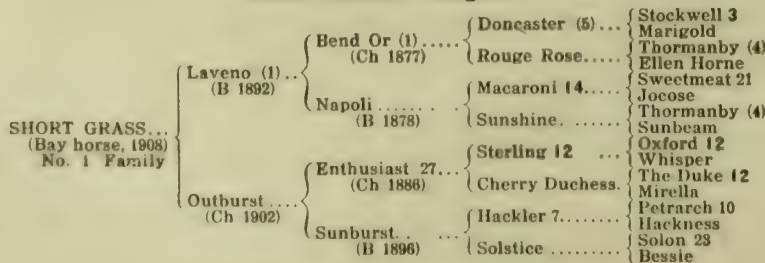 Stockwell 3
Doncaster (5)...
Marigold
Bend Or (1).....
Thormanby (4)
(Ch 1877)
Rouge Rose.....
Ellen Horne
Laveno (1)..
Sweetmeat 21
(B 1892)
Macaroni 14.....
Jocose
Napoli.......
Thormanby (4)
(B 1878)
Sunshine.
Sunbeam
SHORT GRASS...
(Bay horse, 1908)
No. 1 Family
Oxford 12
Sterling 12 ...
Whisper
Enthusiast 27...
The Duke 12
(Ch 1886)
Cherry Duchess.
Mirella
Outburst ....
Petrarch 10
(Ch 1902)
Hackler 7.......
Hackness
Sunburst.. ...
Solon 23
(B 1896)
Solstice .........
Bessie